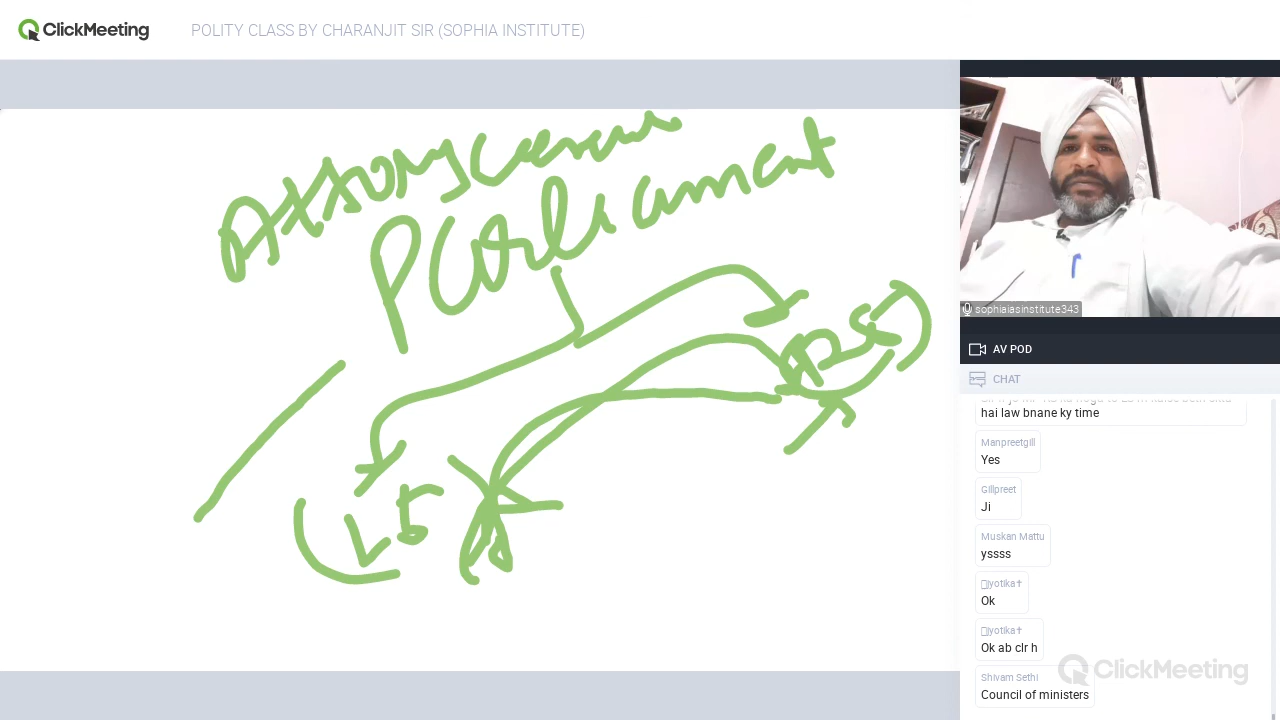 ClickMeeting
POLITY CLASS BY CHARANJIT SIR (SOPHIA INSTITUTE)
Parliament
LS
RS
sophiaiasinstitute343
AV POD
CHAT
hai law bnane ky time
Manpreetgill
Yes
Gillpreet
Ji
Muskan Mattu
yssss
jyotika✝
Ok
jyotika✝
Ok ab clr h
Shivam Sethi
Council of ministers
ClickMeeting